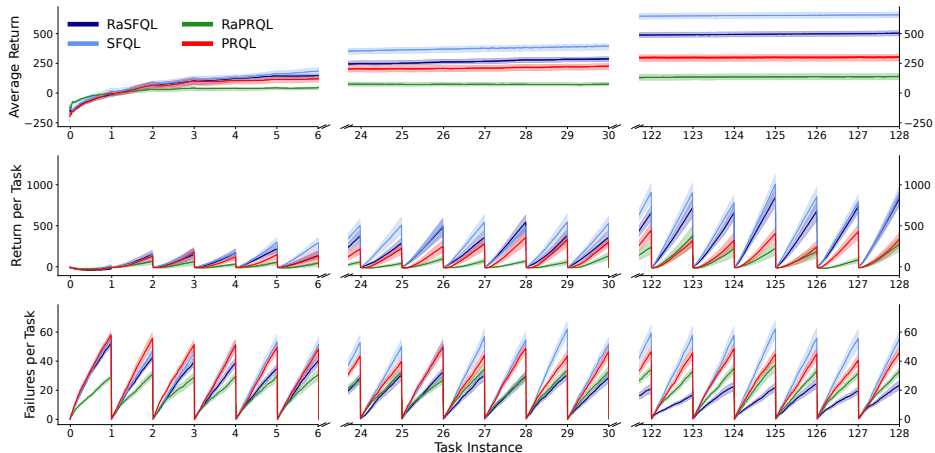 RaSFQL RaPRQL
SFQL PRQL
Average Return
500 500
250 250
0 0
−250 −250
0 1 2 3 4 5 6 24 25 26 27 28 29 30 122 123 124 125 126 127 128
Return per Task
1000 1000
500 500
0 0
0 1 2 3 4 5 6 24 25 26 27 28 29 30 122 123 124 125 126 127 128
Failures per Task
60 60
40 40
20 20
0 0
0 1 2 3 4 5 6 24 25 26 27 28 29 30 122 123 124 125 126 127 128
Task Instance